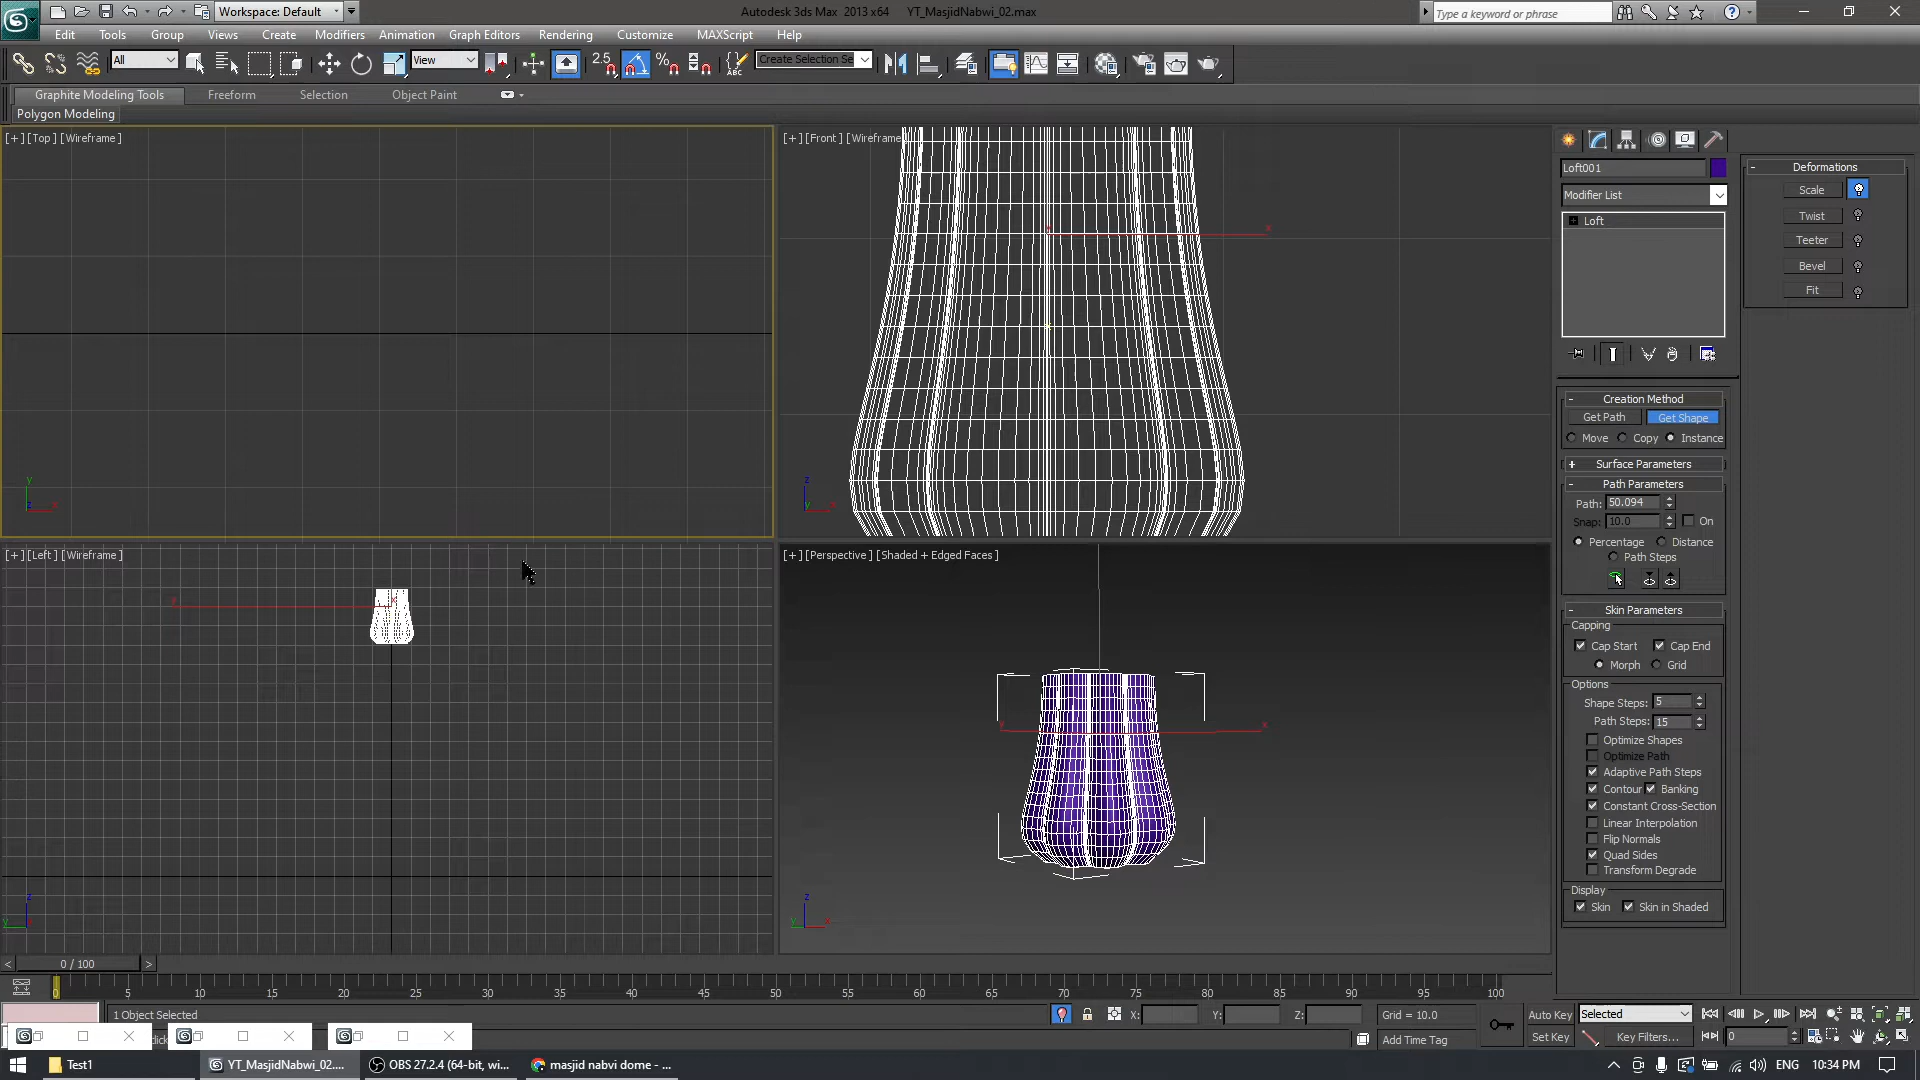 Workspace: Default
Autodesk 3ds Max 2013 x64 YT_MasjidNabwi_02.max
Type a keyword or phrase
Edit Tools Group Views Create Modifiers Animation Graph Editors Rendering Customize MAXScript Help
All View 2.5 Create Selection Se
Graphite Modeling Tools Freeform Selection Object Paint
Polygon Modeling
[+] [Top] [Wireframe]
[+] [Front] [Wireframe
Loft001
Modifier List
Loft
Deformations
Scale
Twist
Teeter
Bevel
Fit
Creation Method
Get Path Get Shape
Move Copy Instance
Surface Parameters
Path Parameters
Path: 50.094
Snap: 10.0 On
Percentage Distance
Path Steps
Skin Parameters
Capping
Cap Start Cap End
Morph Grid
Options
Shape Steps: 5
Path Steps: 15
Optimize Shapes
Optimize Path
Adaptive Path Steps
Contour Banking
Constant Cross-Section
Linear Interpolation
Flip Normals
Quad Sides
Transform Degrade
Display
Skin Skin in Shaded
[+] [Left] [Wireframe]
[+] [Perspective] [Shaded + Edged Faces]
0 / 100
0 5 10 15 20 25 30 35 40 45 50 55 60 65 70 75 80 85 90 95 100
1 Object Selected X: Y: Z: Grid = 10.0 Auto Key Selected
Add Time Tag Set Key Key Filters... 0
Test1 YT_MasjidNabwi_02.... OBS 27.2.4 (64-bit, wi... masjid nabvi dome - ... ENG 10:34 PM